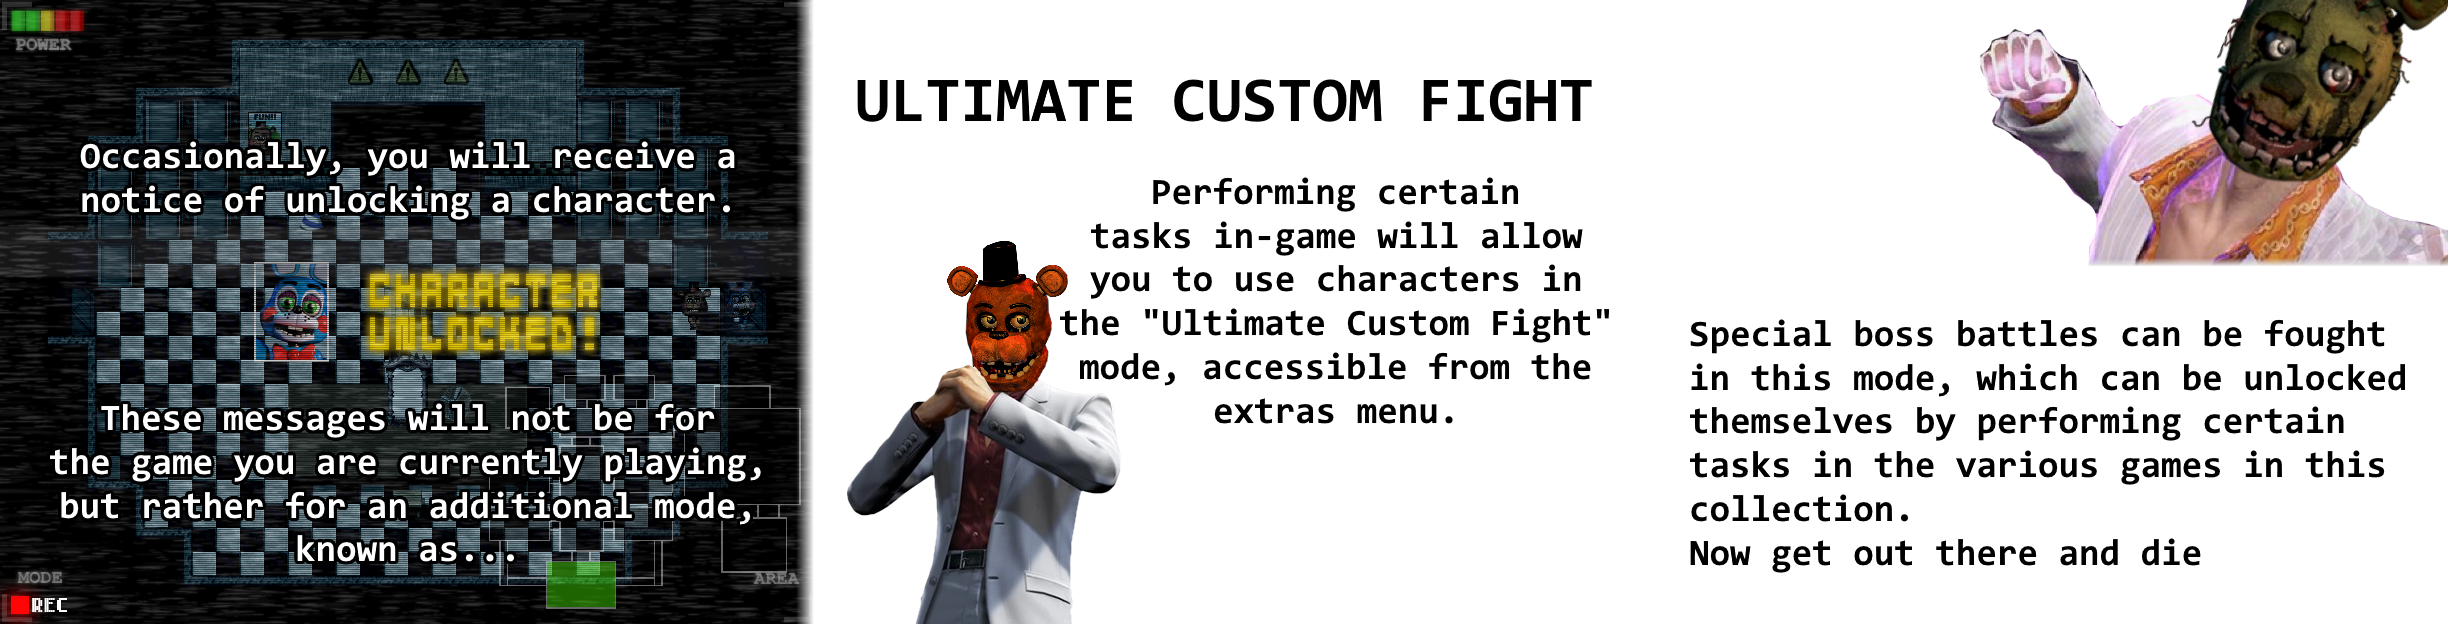 POWER
FUN!!
Occasionally, you will receive a
notice of unlocking a character.
CHARACTER
UNLOCKED!
These messages will not be for
the game you are currently playing,
but rather for an additional mode,
known as...
MODE
AREA
REC
ULTIMATE CUSTOM FIGHT
Performing certain
tasks in-game will allow
you to use characters in
the "Ultimate Custom Fight"
mode, accessible from the
extras menu.
Special boss battles can be fought
in this mode, which can be unlocked
themselves by performing certain
tasks in the various games in this
collection.
Now get out there and die